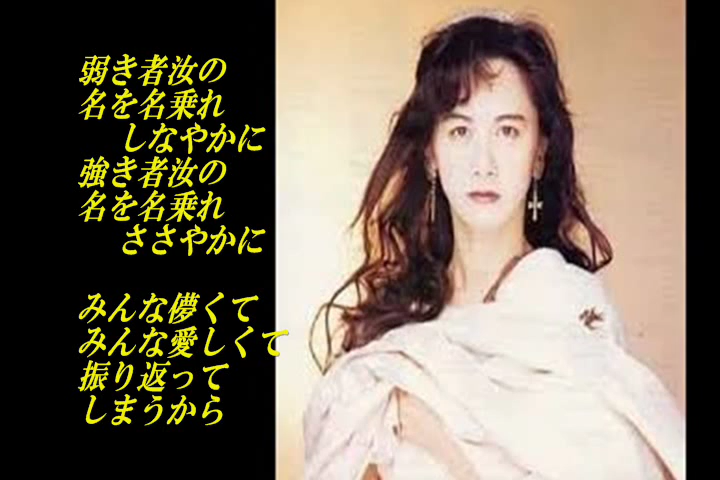 弱き者汝の
名を名乗れ
しなやかに
強き者汝の
名を名乗れ
ささやかに
みんな儚くて
みんな愛しくて
振り返って
しまうから